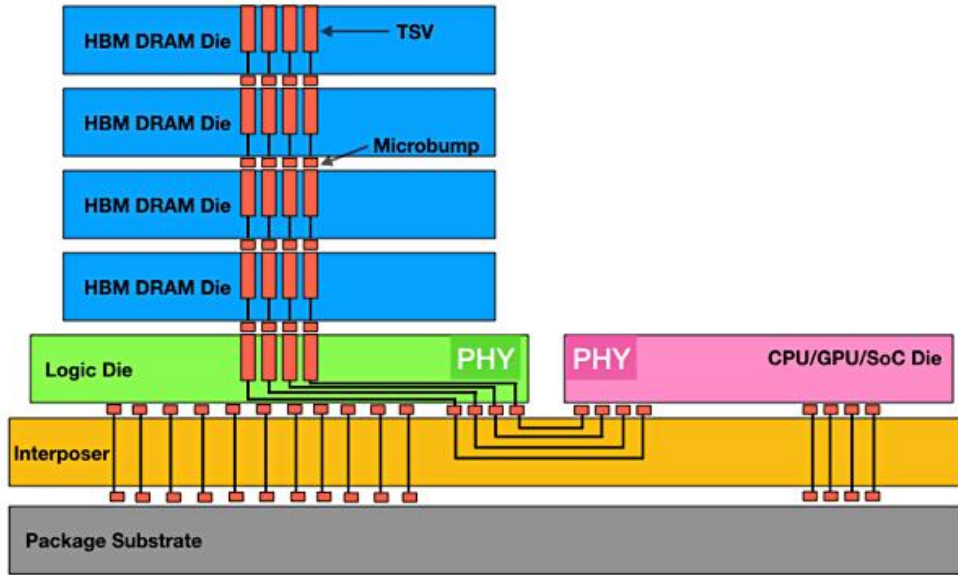 HBM DRAM Die
TSV
HBM DRAM Die
Microbump
HBM DRAM Die
HBM DRAM Die
Logic Die
PHY
PHY
CPU/GPU/SoC Die
Interposer
Package Substrate